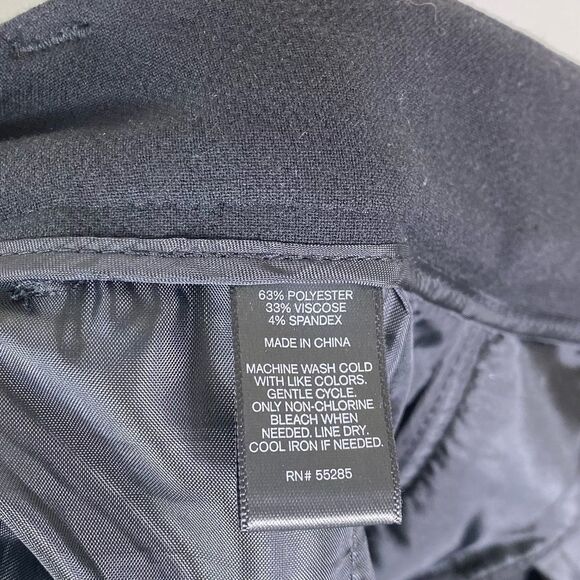 63% POLYESTER
33% VISCOSE
4% SPANDEX
MADE IN CHINA
MACHINE WASH COLD
WITH LIKE COLORS.
GENTLE CYCLE.
ONLY NON-CHLORINE
BLEACH WHEN
NEEDED. LINE DRY.
COOL IRON IF NEEDED.
RN# 55285